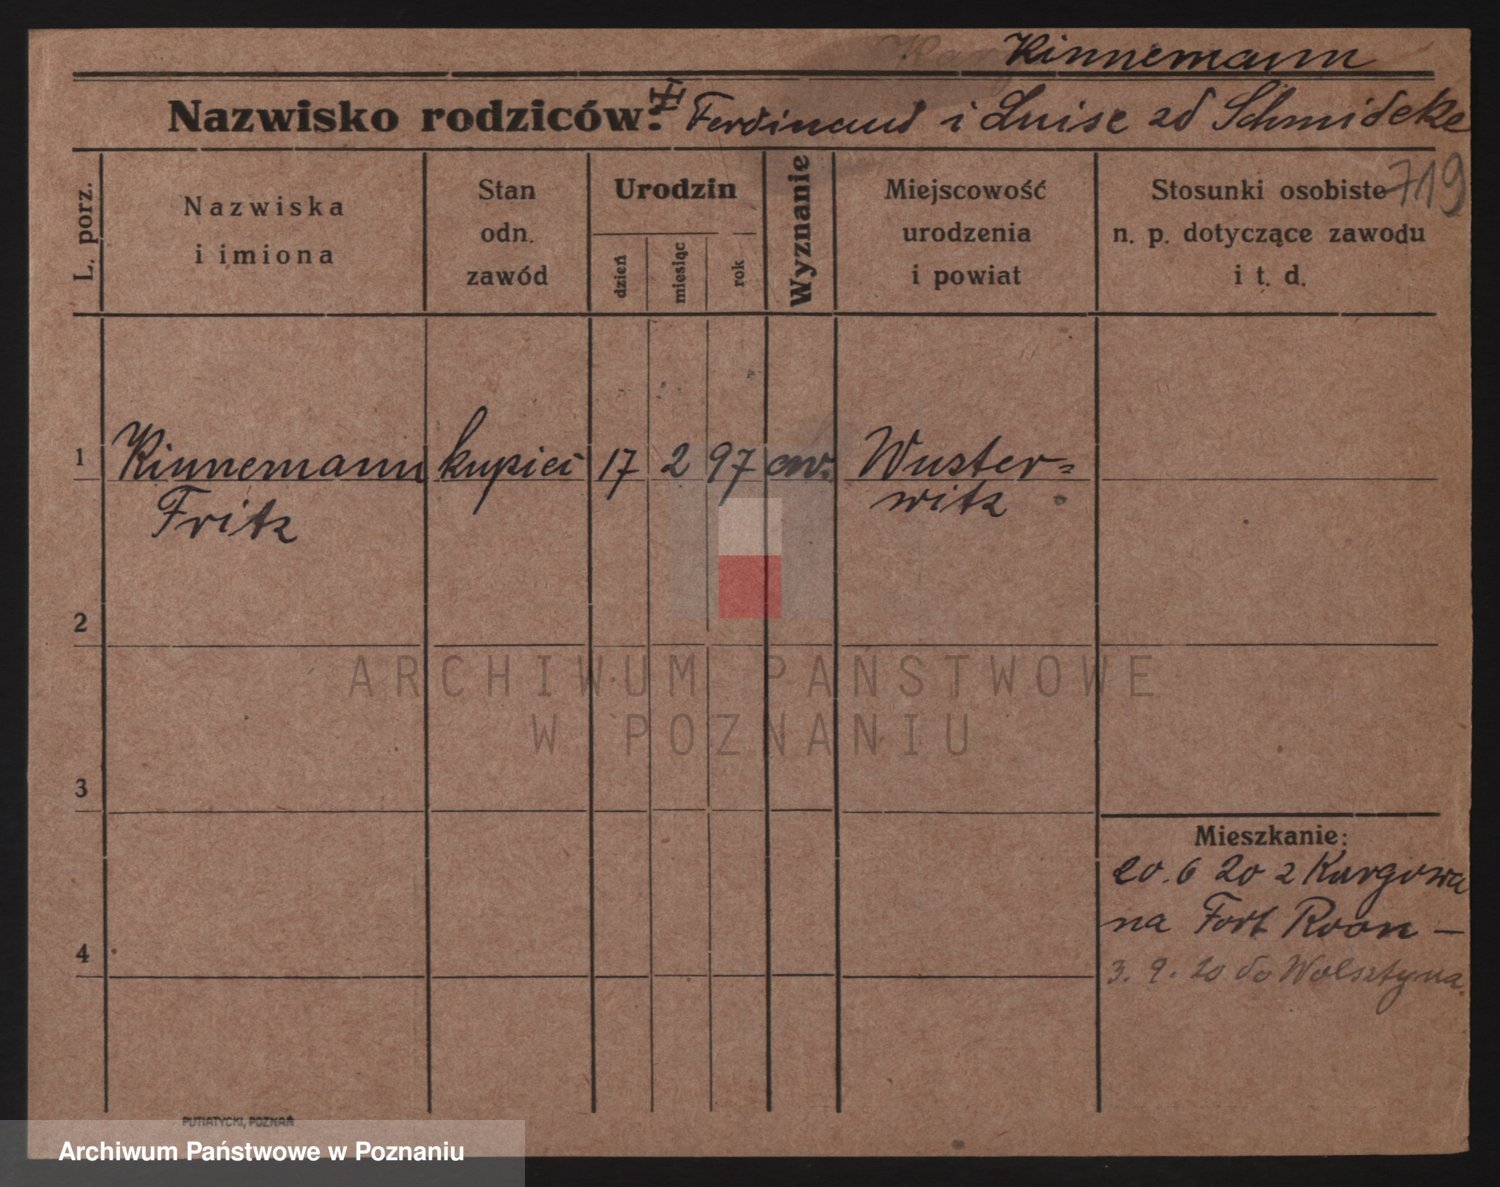 Kinnemann
Nazwisko rodziców: Ferdinand i Luise zd Schmideke
719
L. porz.
Nazwiska
i imiona
Stan
odn.
zawód
Urodzin
dzień
miesiąc
rok
Wyznanie
Miejscowość
urodzenia
i powiat
Stosunki osobiste
n. p. dotyczące zawodu
i t. d.
1 Kinnemann kupiec 17 2 97 ew. Wuster=
Fritz witz
2
3
Mieszkanie:
20.6 20 z Kargowa
na Fort Roon —
4
3. 9. 20 do Wolsztyna.
ARCHIWUM PAŃSTWOWE
W POZNANIU
PUTIATYCKI, POZNAŃ
Archiwum Państwowe w Poznaniu